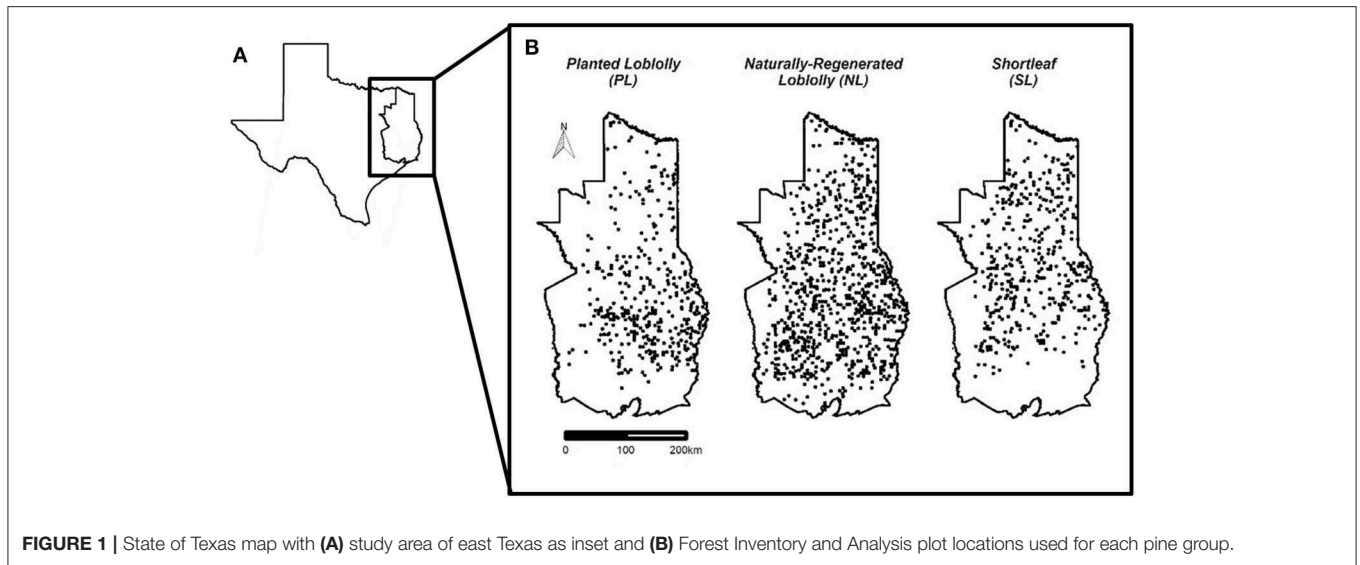 A
B
Planted Loblolly
(PL)
Naturally-Regenerated
Loblolly (NL)
Shortleaf
(SL)
N
0 100 200km
FIGURE 1 | State of Texas map with (A) study area of east Texas as inset and (B) Forest Inventory and Analysis plot locations used for each pine group.